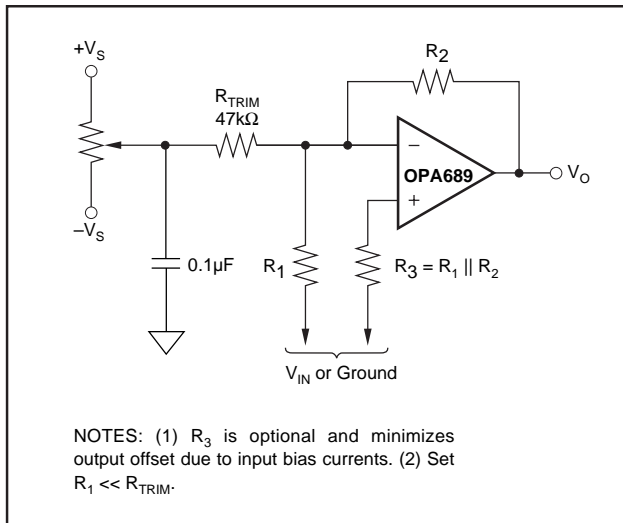 +V_S
R_TRIM
47kΩ
R_2
−
OPA689
+
V_O
−V_S
0.1µF
R_1
R_3 = R_1 || R_2
V_IN or Ground
NOTES: (1) R_3 is optional and minimizes
output offset due to input bias currents. (2) Set
R_1 << R_TRIM.